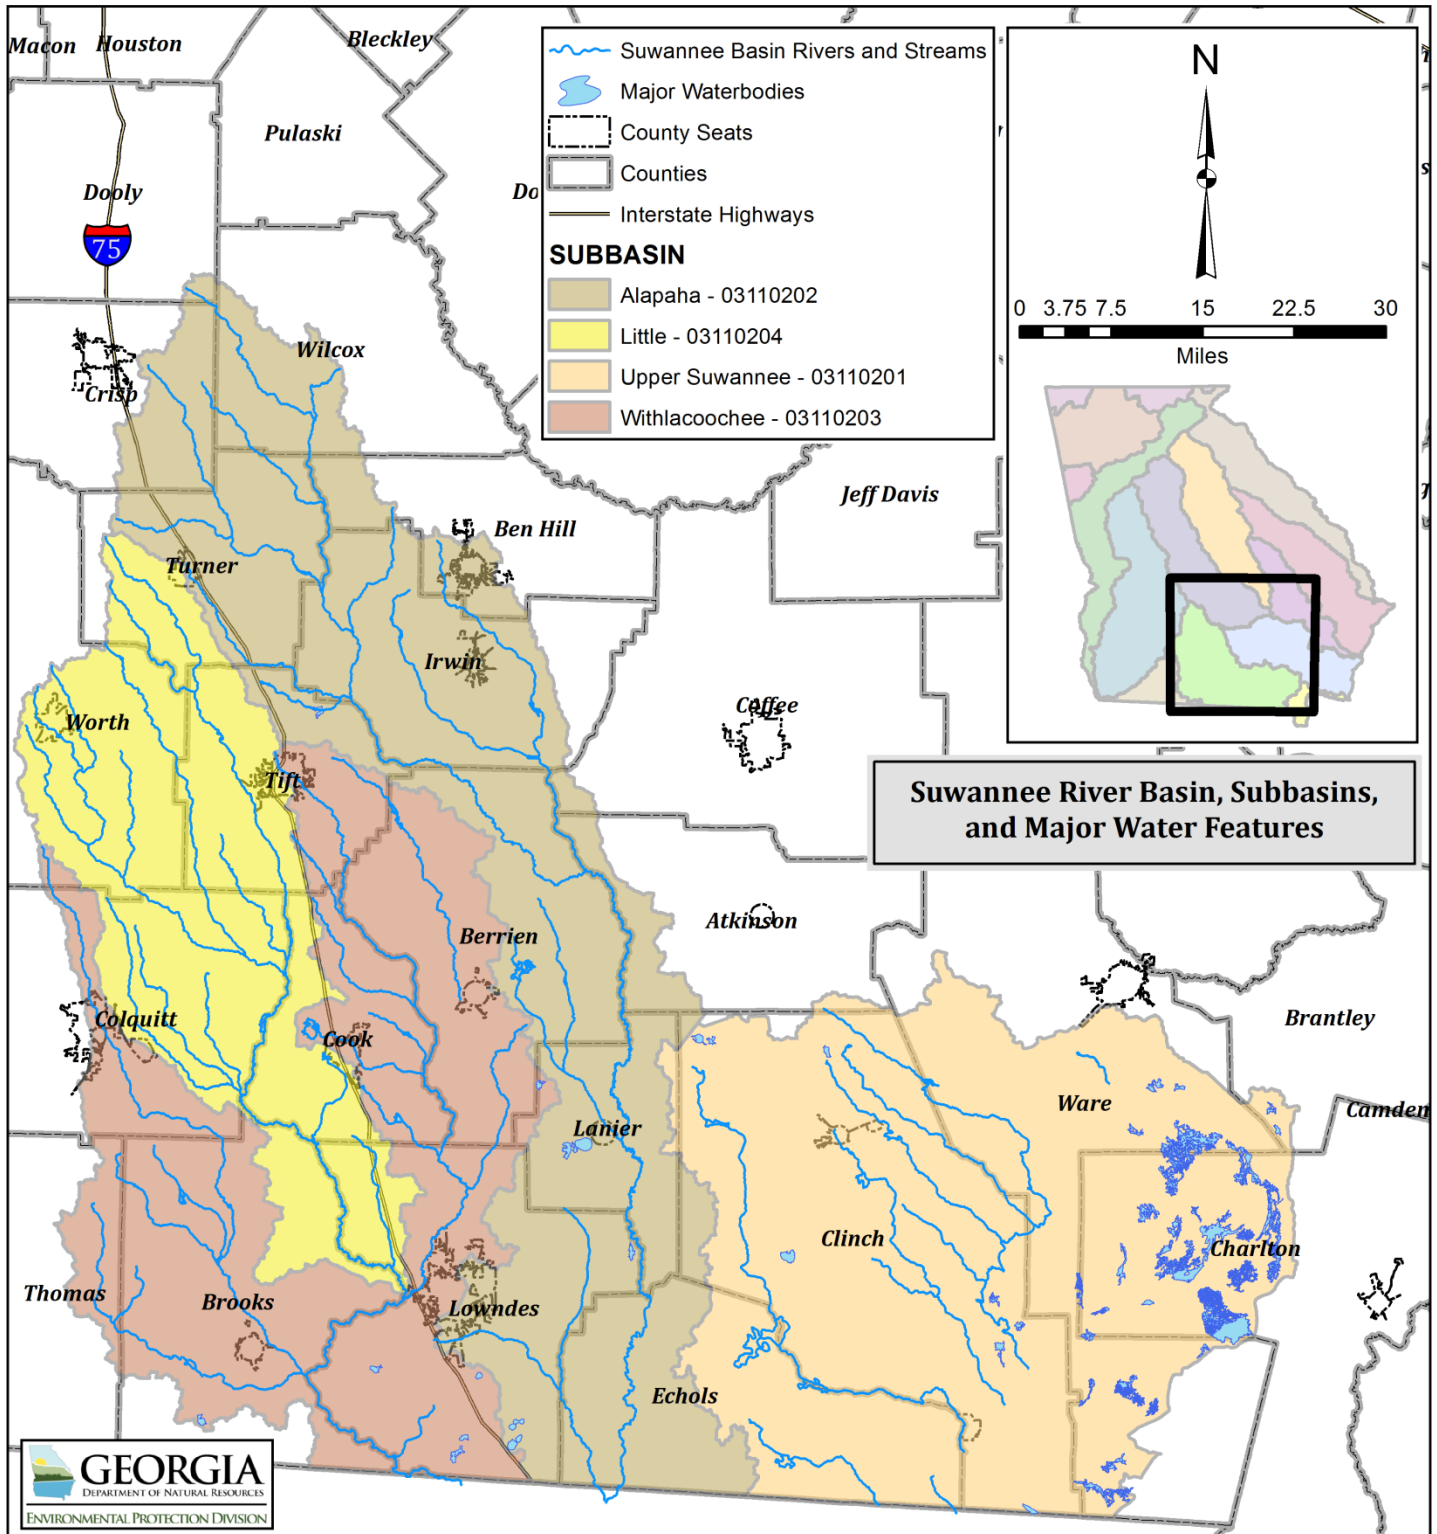 Macon
Houston
Bleckley
Pulaski
Dooly
75
Do
Wilcox
Crisp
Suwannee Basin Rivers and Streams
Major Waterbodies
County Seats
Counties
Interstate Highways
SUBBASIN
Alapaha - 03110202
Little - 03110204
Upper Suwannee - 03110201
Withlacoochee - 03110203
N
0 3.75 7.5 15 22.5 30
Miles
Jeff Davis
Ben Hill
Turner
Irwin
Worth
Coffee
Tift
Suwannee River Basin, Subbasins,
and Major Water Features
Atkinson
Berrien
Colquitt
Cook
Brantley
Ware
Camden
Lanier
Clinch
Charlton
Thomas
Brooks
Lowndes
Echols
GEORGIA
DEPARTMENT OF NATURAL RESOURCES
ENVIRONMENTAL PROTECTION DIVISION